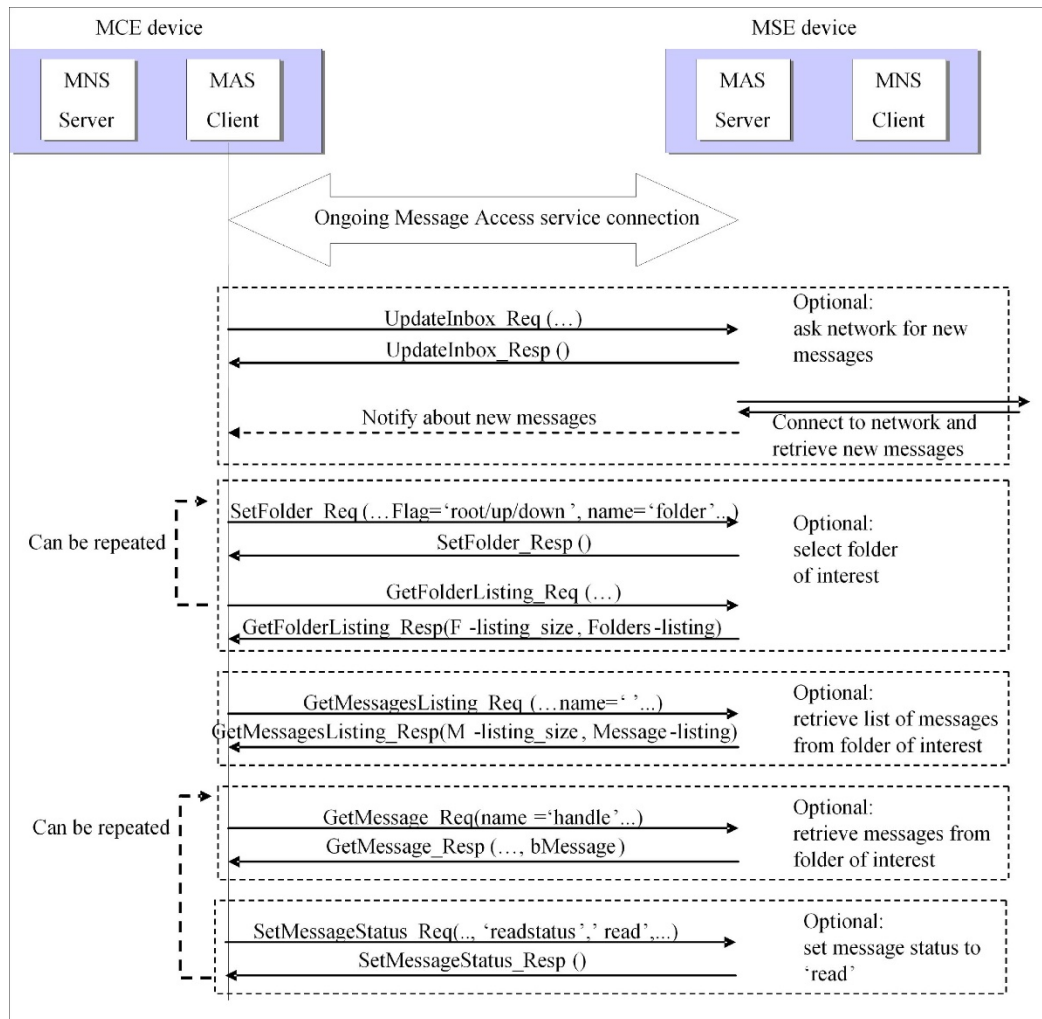 MCE device
MSE device
MNS
Server
MAS
Client
MAS
Server
MNS
Client
Ongoing Message Access service connection
UpdateInbox_Req (…)
UpdateInbox_Resp ()
Optional:
ask network for new
messages
Notify about new messages
Connect to network and
retrieve new messages
Can be repeated
SetFolder_Req (…Flag=‘root/up/down’, name=‘folder’...)
SetFolder_Resp ()
GetFolderListing_Req (…)
GetFolderListing_Resp(F -listing_size, Folders-listing)
Optional:
select folder
of interest
GetMessagesListing_Req (…name=‘ ’...)
GetMessagesListing_Resp(M -listing_size, Message-listing)
Optional:
retrieve list of messages
from folder of interest
Can be repeated
GetMessage_Req(name =‘handle’...)
GetMessage_Resp (…, bMessage)
Optional:
retrieve messages from
folder of interest
SetMessageStatus_Req(.., ‘readstatus’,’ read’,...)
SetMessageStatus_Resp ()
Optional:
set message status to
‘read’